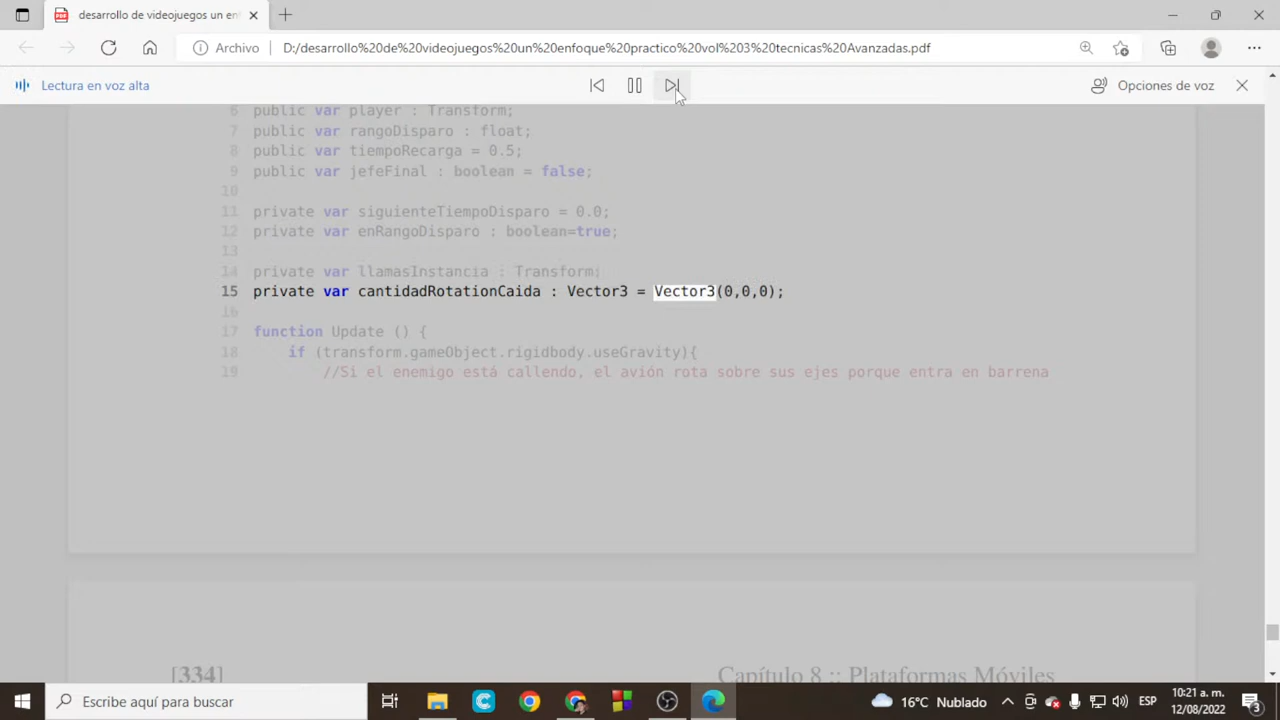 desarrollo de videojuegos un en
Archivo
D:/desarrollo%20de%20videojuegos%20un%20enfoque%20practico%20vol%203%20tecnicas%20Avanzadas.pdf
Lectura en voz alta
Opciones de voz
6 public var player : Transform;
7 public var rangoDisparo : float;
8 public var tiempoRecarga = 0.5;
9 public var jefeFinal : boolean = false;
10
11 private var siguienteTiempoDisparo = 0.0;
12 private var enRangoDisparo : boolean=true;
13
14 private var llamasInstancia : Transform;
15 private var cantidadRotationCaida : Vector3 = Vector3(0,0,0);
16
17 function Update () {
18 if (transform.gameObject.rigidbody.useGravity){
19 //Si el enemigo está callendo, el avión rota sobre sus ejes porque entra en barrena
[334]
Capítulo 8 :: Plataformas Móviles
Escribe aquí para buscar
16°C Nublado
ESP
10:21 a. m.
12/08/2022
3